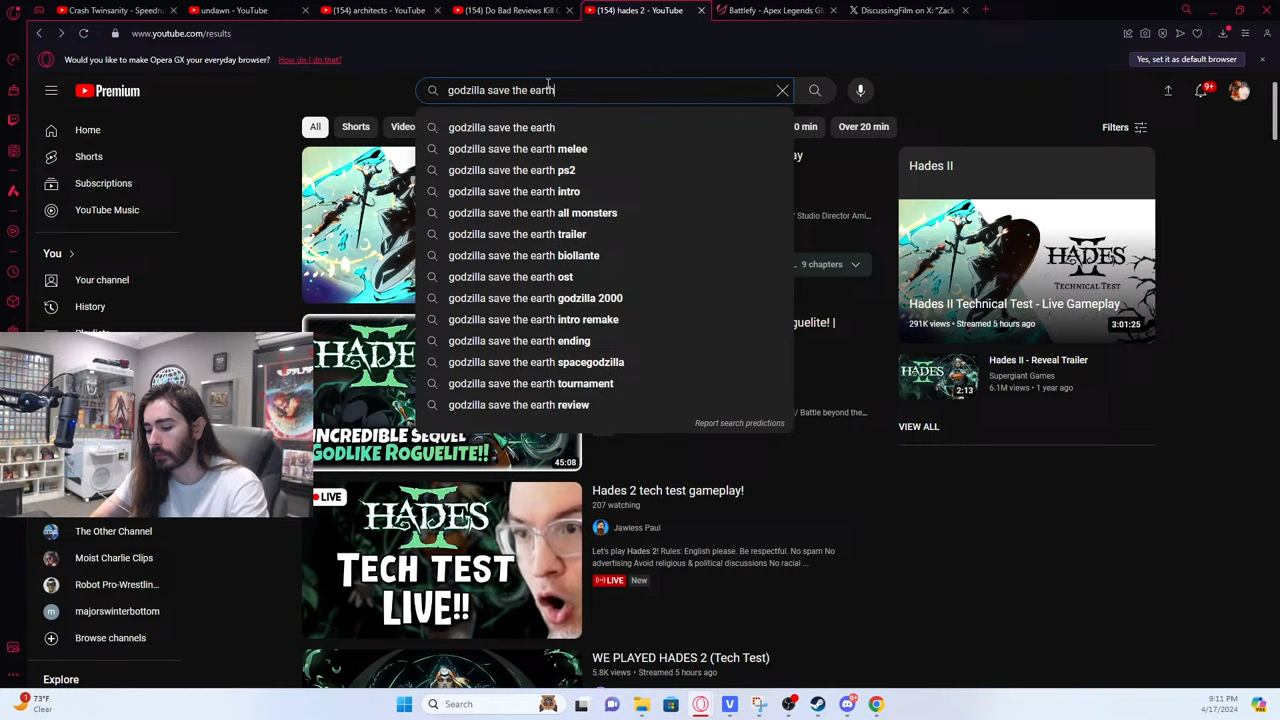 Crash Twinsanity - Speedru
undawn - YouTube
(154) architects - YouTube
(154) Do Bad Reviews Kill C
(154) hades 2 - YouTube
Battlefy - Apex Legends Gl
DiscussingFilm on X: "Zack
www.youtube.com/results
Would you like to make Opera GX your everyday browser? How do I do that?
Yes, set it as default browser
Premium
godzilla save the earth
9+
All
Shorts
Video
0 min
Over 20 min
Filters
godzilla save the earth
godzilla save the earth melee
godzilla save the earth ps2
godzilla save the earth intro
godzilla save the earth all monsters
godzilla save the earth trailer
godzilla save the earth biollante
godzilla save the earth ost
godzilla save the earth godzilla 2000
godzilla save the earth intro remake
godzilla save the earth ending
godzilla save the earth spacegodzilla
godzilla save the earth tournament
godzilla save the earth review
Report search predictions
Home
Shorts
Subscriptions
YouTube Music
You
Your channel
History
The Other Channel
Moist Charlie Clips
Robot Pro-Wrestlin...
majorswinsarterbottom
Browse channels
Explore
ay
/ Studio Director Ami...
9 chapters
guelite! |
/ Battle beyond the...
HADES
INCREDIBLE SEQUEL
GODLIKE ROGUELITE!!
45:08
LIVE
HADES
II
TECH TEST
LIVE!!
Hades 2 tech test gameplay!
207 watching
Jawless Paul
Let's play Hades 2! Rules: English please. Be respectful. No spam No
advertising Avoid religious & political discussions No racial ...
LIVE
New
WE PLAYED HADES 2 (Tech Test)
5.8K views • Streamed 5 hours ago
Hades II
HADES
II
TECHNICAL TEST
Hades II Technical Test - Live Gameplay
291K views • Streamed 5 hours ago
3:01:25
HADES
2:13
Hades II - Reveal Trailer
Supergiant Games
6.1M views • 1 year ago
VIEW ALL
1
73°F
Clear
Search
9+
9:11 PM
4/17/2024